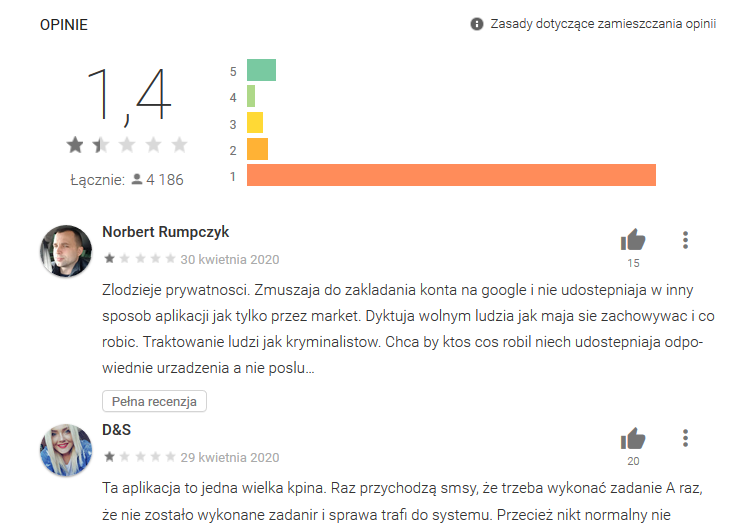 OPINIE
Zasady dotyczące zamieszczania opinii
1,4
Łącznie: 4 186
5
4
3
2
1
Norbert Rumpczyk
30 kwietnia 2020
15
Zlodzieje prywatnosci. Zmuszaja do zakladania konta na google i nie udostepniaja w inny
sposob aplikacji jak tylko przez market. Dyktuja wolnym ludzia jak maja sie zachowywac i co
robic. Traktowanie ludzi jak kryminalistow. Chca by ktos cos robil niech udostepniaja odpo-
wiednie urzadzenia a nie poslu…
Pełna recenzja
D&S
29 kwietnia 2020
20
Ta aplikacja to jedna wielka kpina. Raz przychodzą smsy, że trzeba wykonać zadanie A raz,
że nie zostało wykonane zadanir i sprawa trafi do systemu. Przecież nikt normalny nie